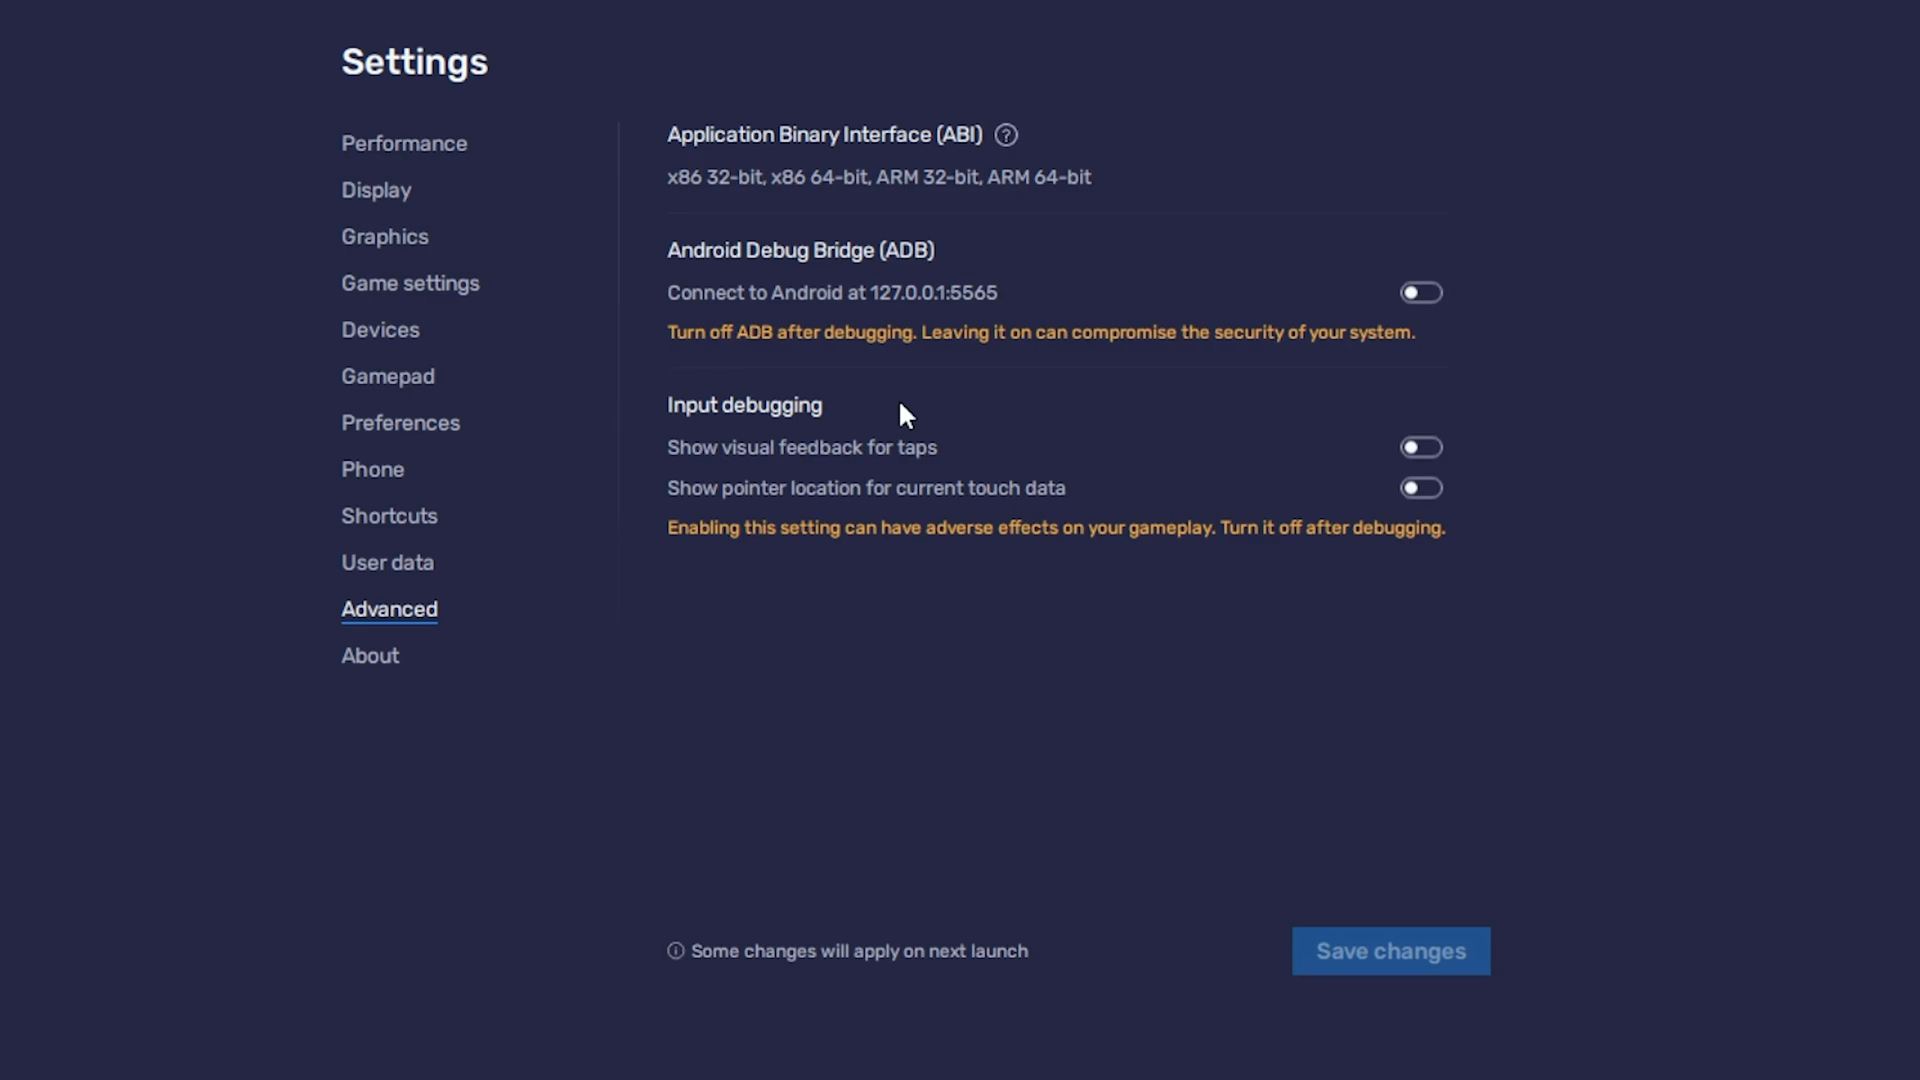 Settings
Performance
Display
Graphics
Game settings
Devices
Gamepad
Preferences
Phone
Shortcuts
User data
Advanced
About
Application Binary Interface (ABI) ?
x86 32-bit, x86 64-bit, ARM 32-bit, ARM 64-bit
Android Debug Bridge (ADB)
Connect to Android at 127.0.0.1:5565
Turn off ADB after debugging. Leaving it on can compromise the security of your system.
Input debugging
Show visual feedback for taps
Show pointer location for current touch data
Enabling this setting can have adverse effects on your gameplay. Turn it off after debugging.
Some changes will apply on next launch
Save changes